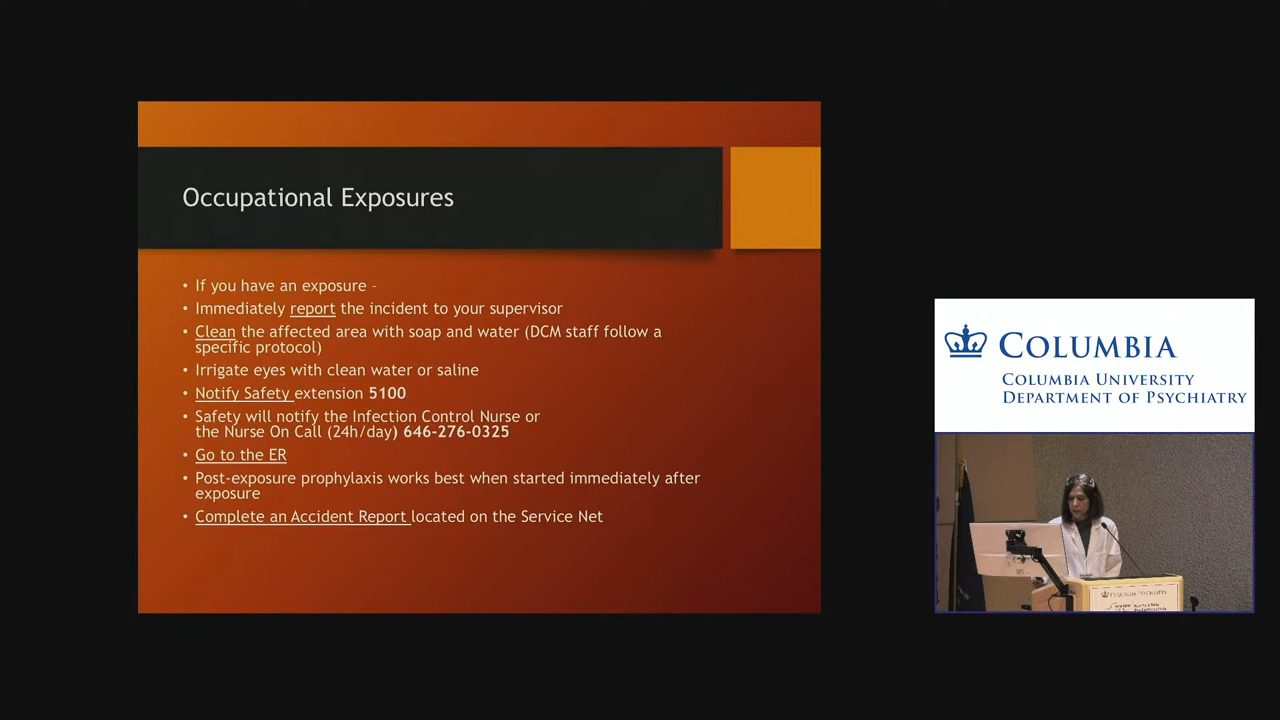 Occupational Exposures
• If you have an exposure –
• Immediately report the incident to your supervisor
• Clean the affected area with soap and water (DCM staff follow a
specific protocol)
• Irrigate eyes with clean water or saline
• Notify Safety extension 5100
• Safety will notify the Infection Control Nurse or
the Nurse On Call (24h/day) 646-276-0325
• Go to the ER
• Post-exposure prophylaxis works best when started immediately after
exposure
• Complete an Accident Report located on the Service Net
COLUMBIA
COLUMBIA UNIVERSITY
DEPARTMENT OF PSYCHIATRY
COLUMBIA PSYCHIATRY